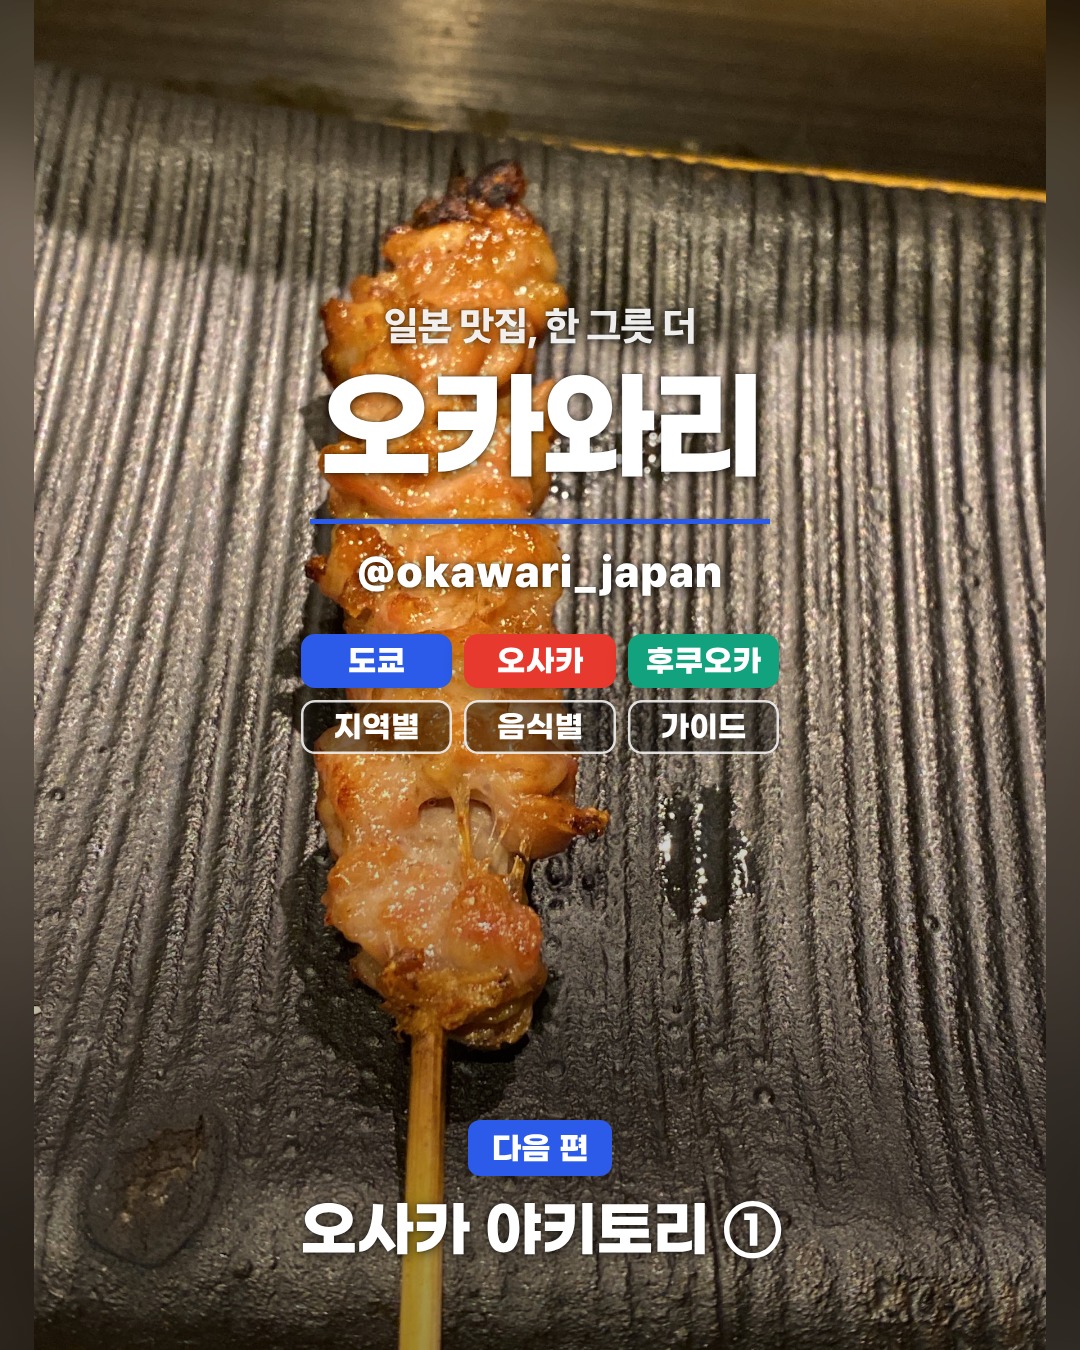 일본 맛집, 한 그릇 더
오카와리
@okawari_japan
도쿄 오사카 후쿠오카
지역별 음식별 가이드
다음 편
오사카 야키토리 ①